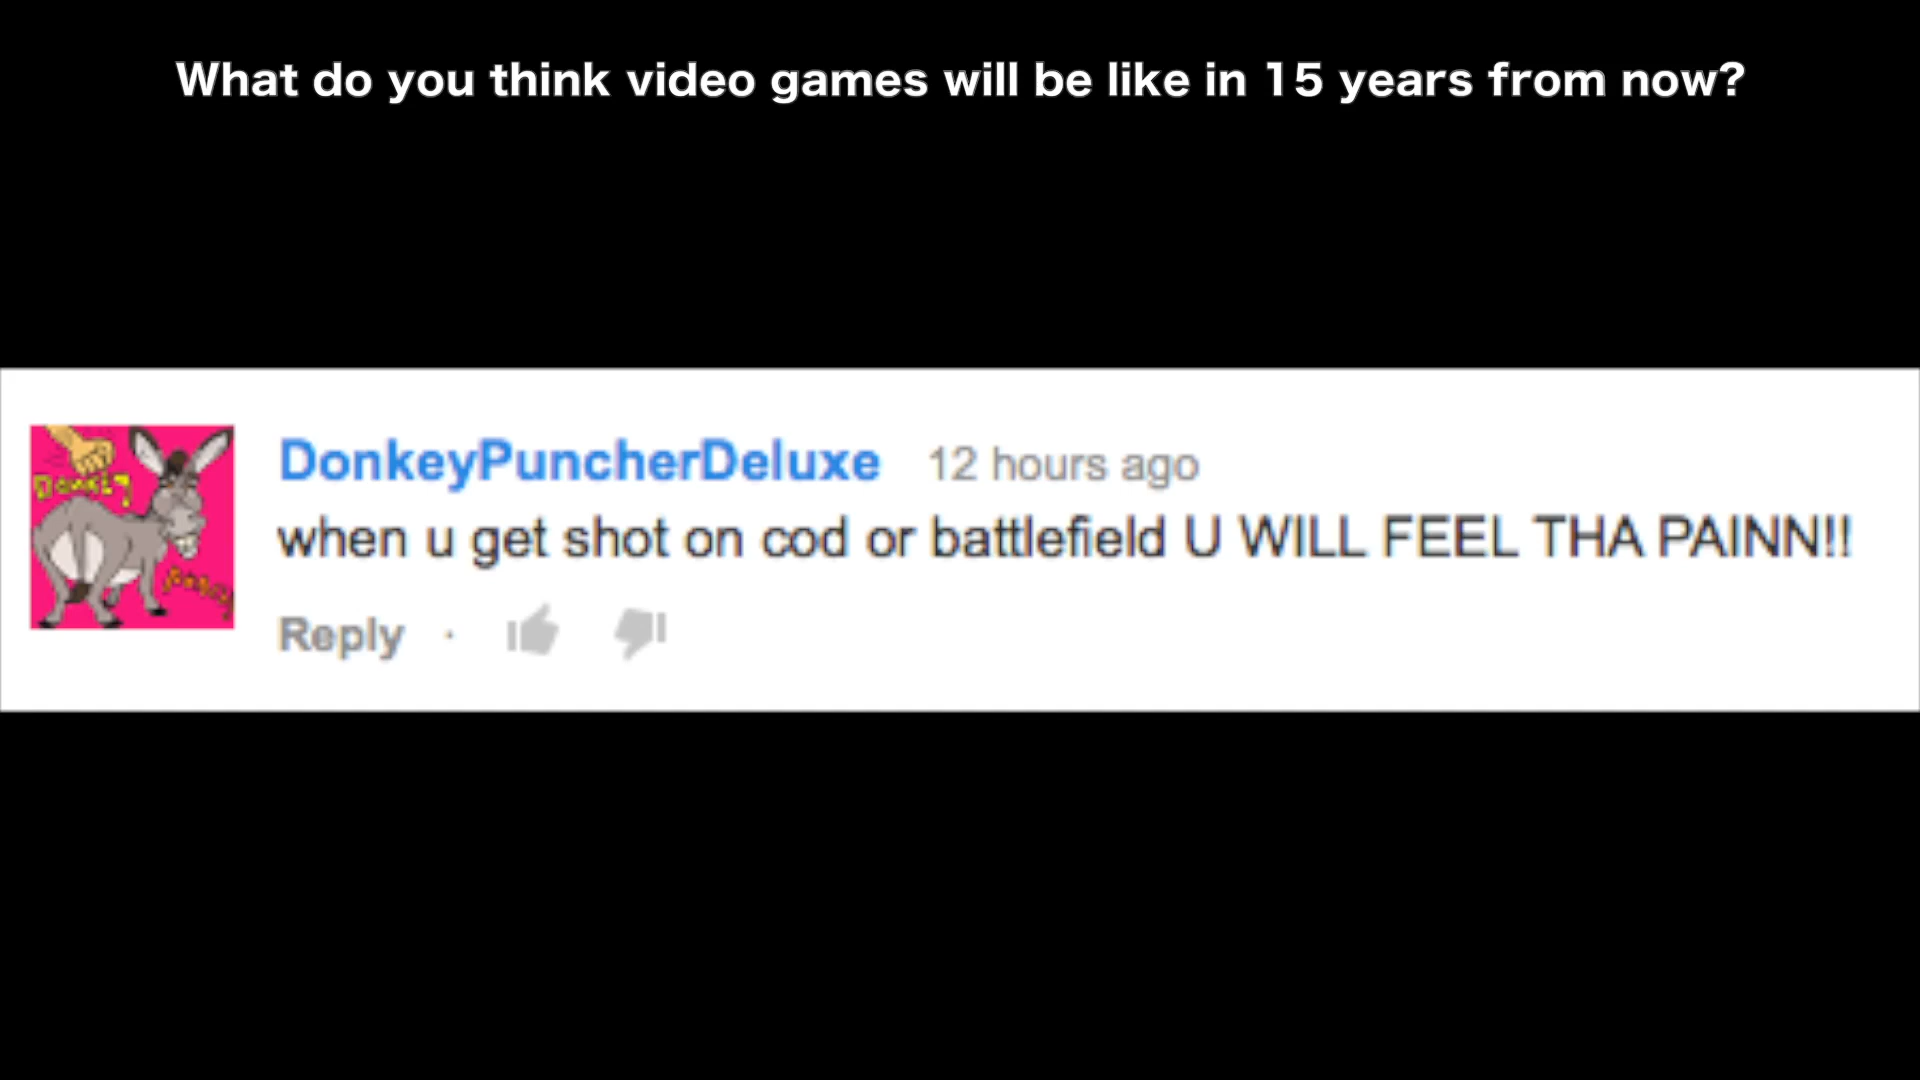 What do you think video games will be like in 15 years from now?
DonkeyPuncherDeluxe 12 hours ago
DONKEY
when u get shot on cod or battlefield U WILL FEEL THA PAINN!!
Reply ·